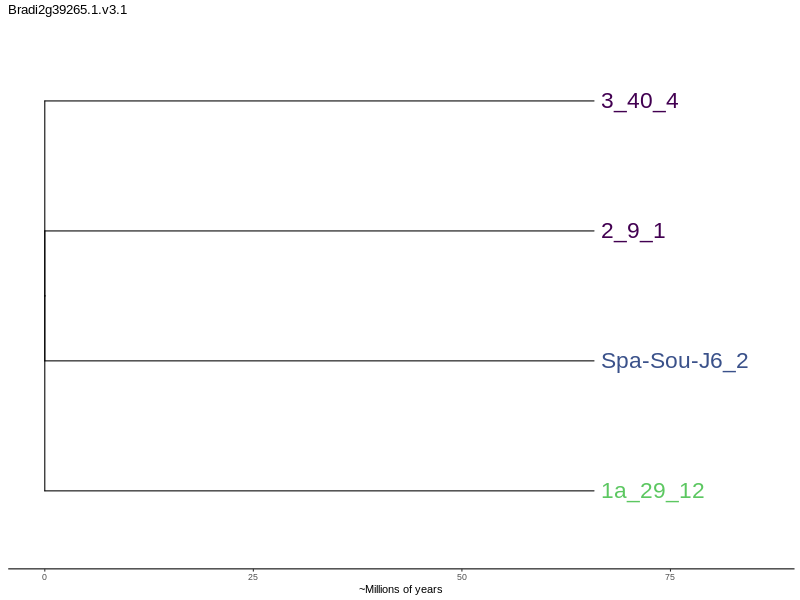 Bradi2g39265.1.v3.1
3_40_4
2_9_1
Spa-Sou-J6_2
1a_29_12
0 25 50 75
~Millions of years